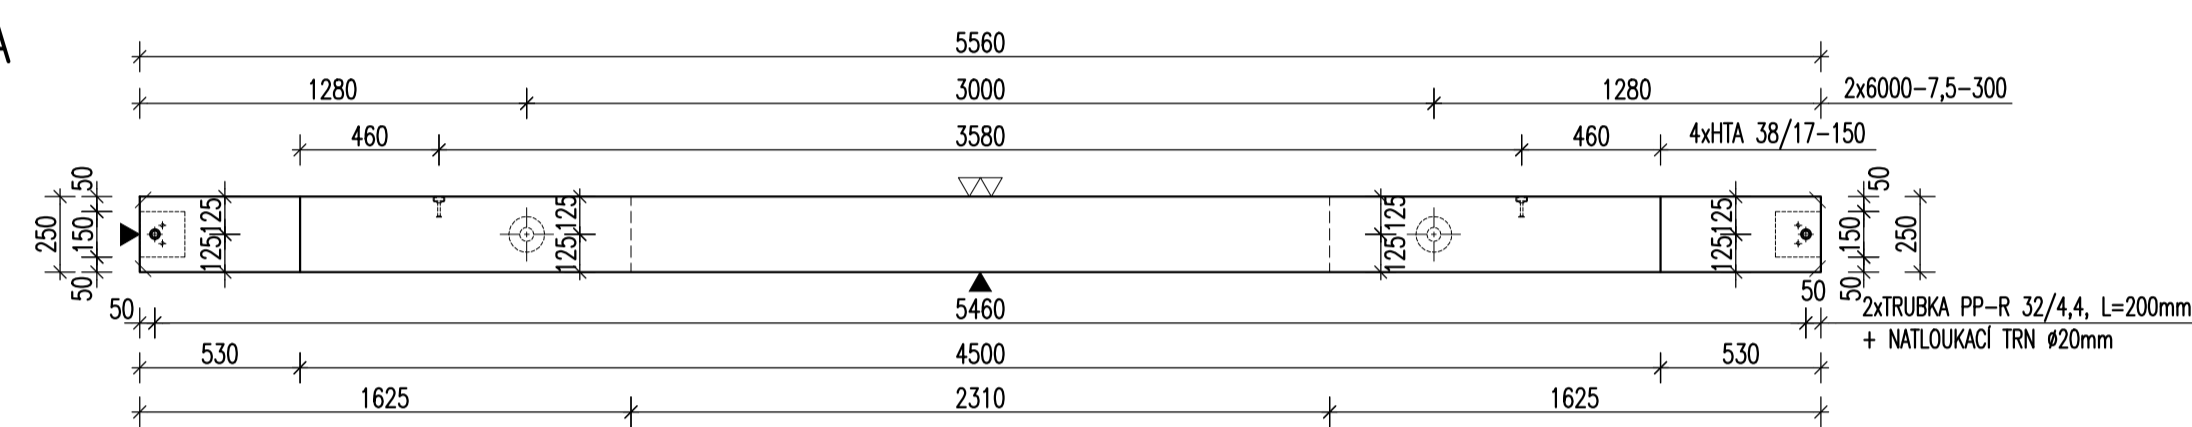 A
5560
1280 3000 1280 2x6000-7,5-300
460 3580 460 4xHTA 38/17-150
50 50
125 125 125 125
250 150 150 250
125 125 125 125
50 50
50 5460 50
2xTRUBKA PP-R 32/4,4, L=200mm
+ NATLOUKACÍ TRN ø20mm
530 4500 530
1625 2310 1625